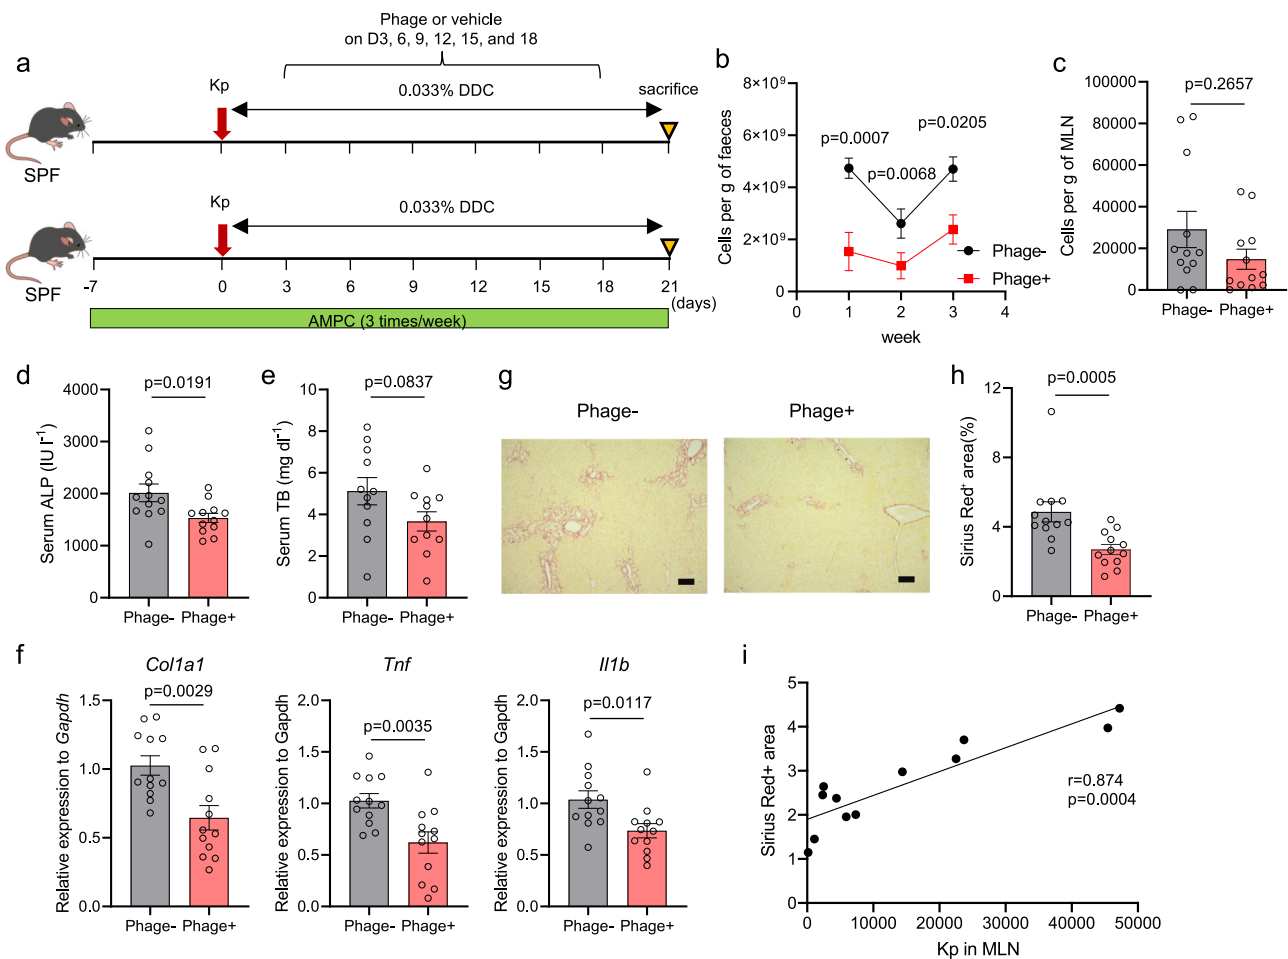 a
Phage or vehicle
on D3, 6, 9, 12, 15, and 18
Kp
0.033% DDC
sacrifice
SPF
Kp
0.033% DDC
SPF
-7 0 3 6 9 12 15 18 21
(days)
AMPC (3 times/week)
b
Cells per g of faeces
8×10⁹
6×10⁹
4×10⁹
2×10⁹
0
p=0.0007
p=0.0068
p=0.0205
Phage-
Phage+
0 1 2 3 4
week
c
Cells per g of MLN
100000
80000
60000
40000
20000
0
p=0.2657
Phage- Phage+
d
Serum ALP (IU l⁻¹)
4000
3000
2000
1000
0
p=0.0191
Phage- Phage+
e
Serum TB (mg dl⁻¹)
10
8
6
4
2
0
p=0.0837
Phage- Phage+
g
Phage- Phage+
h
Sirius Red⁺ area(%)
12
8
4
0
p=0.0005
Phage- Phage+
f
Col1a1
Relative expression to Gapdh
1.5
1.0
0.5
0.0
p=0.0029
Phage- Phage+
Tnf
Relative expression to Gapdh
2.0
1.5
1.0
0.5
0.0
p=0.0035
Phage- Phage+
Il1b
Relative expression to Gapdh
2.0
1.5
1.0
0.5
0.0
p=0.0117
Phage- Phage+
i
Sirius Red+ area
5
4
3
2
1
0
r=0.874
p=0.0004
0 10000 20000 30000 40000 50000
Kp in MLN